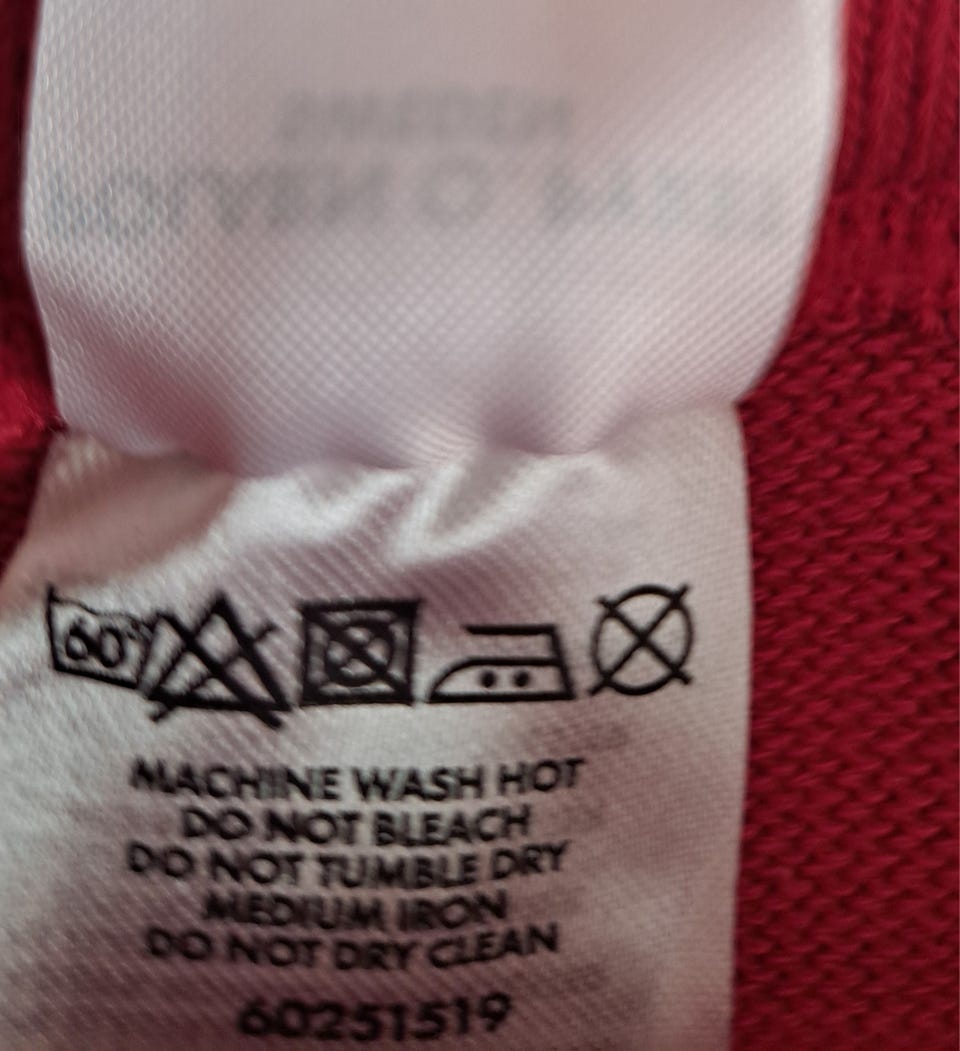 60°
MACHINE WASH HOT
DO NOT BLEACH
DO NOT TUMBLE DRY
MEDIUM IRON
DO NOT DRY CLEAN
60251519